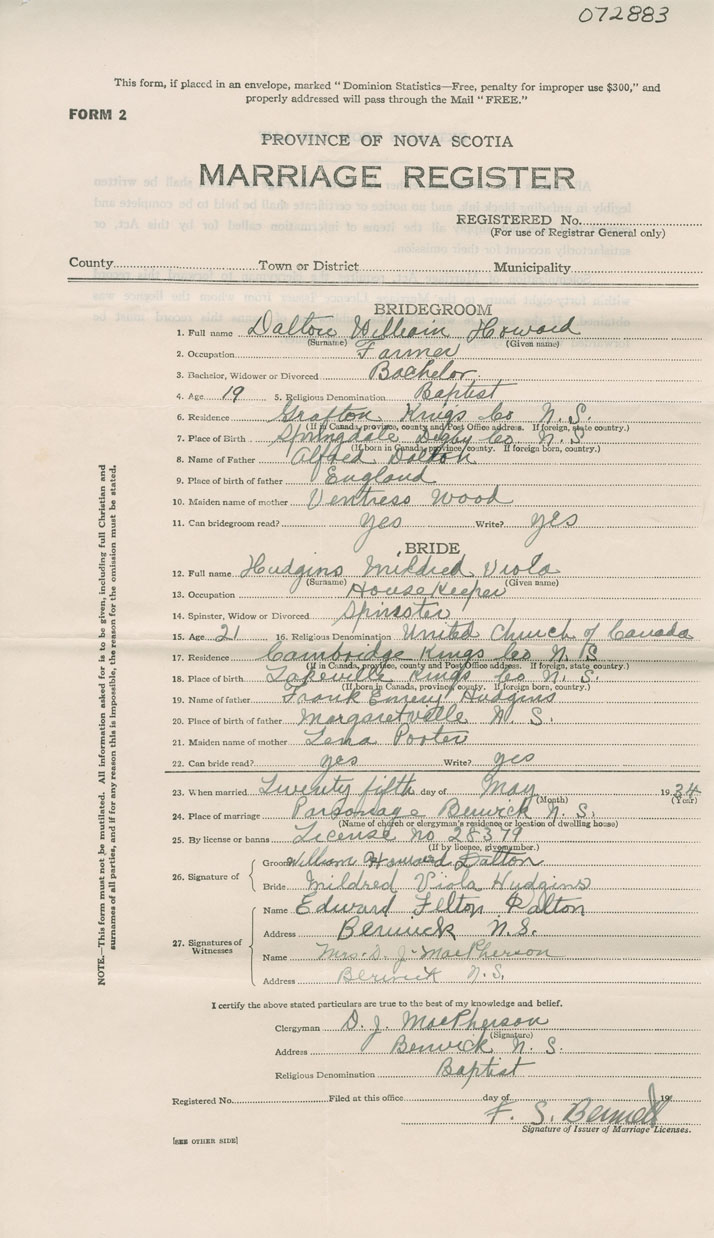 072883
This form, if placed in an envelope, marked " Dominion Statistics—Free, penalty for improper use $300," and
properly addressed will pass through the Mail " FREE."
FORM 2
PROVINCE OF NOVA SCOTIA
MARRIAGE REGISTER
REGISTERED No.
(For use of Registrar General only)
County Town or District Municipality
BRIDEGROOM
1. Full name Dalton William Howard
(Surname) (Given name)
2. Occupation Farmer
3. Bachelor, Widower or Divorced Bachelor.
4. Age 19 5. Religious Denomination Baptist
6. Residence Grafton Kings Co N. S.
(If in Canada, province, county and Post Office address. If foreign, state country.)
7. Place of Birth Springdale Digby Co N. S
(If born in Canada, province, county. If foreign born, country.)
8. Name of Father Alfred Dalton
9. Place of birth of father England
10. Maiden name of mother Ventress Wood
11. Can bridegroom read? yes Write? yes
BRIDE
12. Full name Hudgins Mildred Viola
(Surname) (Given name)
13. Occupation HouseKeeper
14. Spinster, Widow or Divorced Spinster
15. Age 21 16. Religious Denomination United Church of Canada
17. Residence Cambridge Kings Co N. S
(If in Canada, province, county and Post Office address. If foreign, state country.)
18. Place of birth Lakeville Kings Co N. S.
(If born in Canada, province, county. If foreign born, country.)
19. Name of father Frank Emery Hudgins
20. Place of birth of father Margaretvalle N. S.
21. Maiden name of mother Lena Porter
22. Can bride read? yes Write? yes
23. When married Twenty fifth day of May 1934
(Month) (Year)
24. Place of marriage Parsonage Berwick N. S.
(Name of church or clergyman's residence or location of dwelling house)
25. By license or banns License no 28379
(If by licence, give number.)
26. Signature of
Groom William Howard Dalton
Bride Mildred Viola Hudgins
27. Signatures of Witnesses
Name Edward Felton Dalton
Address Berwick N.S.
Name Mrs. D. J. MacPherson
Address Berwick N.S.
I certify the above stated particulars are true to the best of my knowledge and belief.
Clergyman D. J. MacPherson
(Signature)
Address Berwick N. S.
Religious Denomination Baptist
Registered No. Filed at this office day of 19
F. S. Bennett
Signature of Issuer of Marriage Licenses.
[SEE OTHER SIDE]
NOTE.—This form must not be mutilated. All information asked for is to be given, including full Christian and
surnames of all parties, and if for any reason this is impossible, the reason for the omission must be stated.